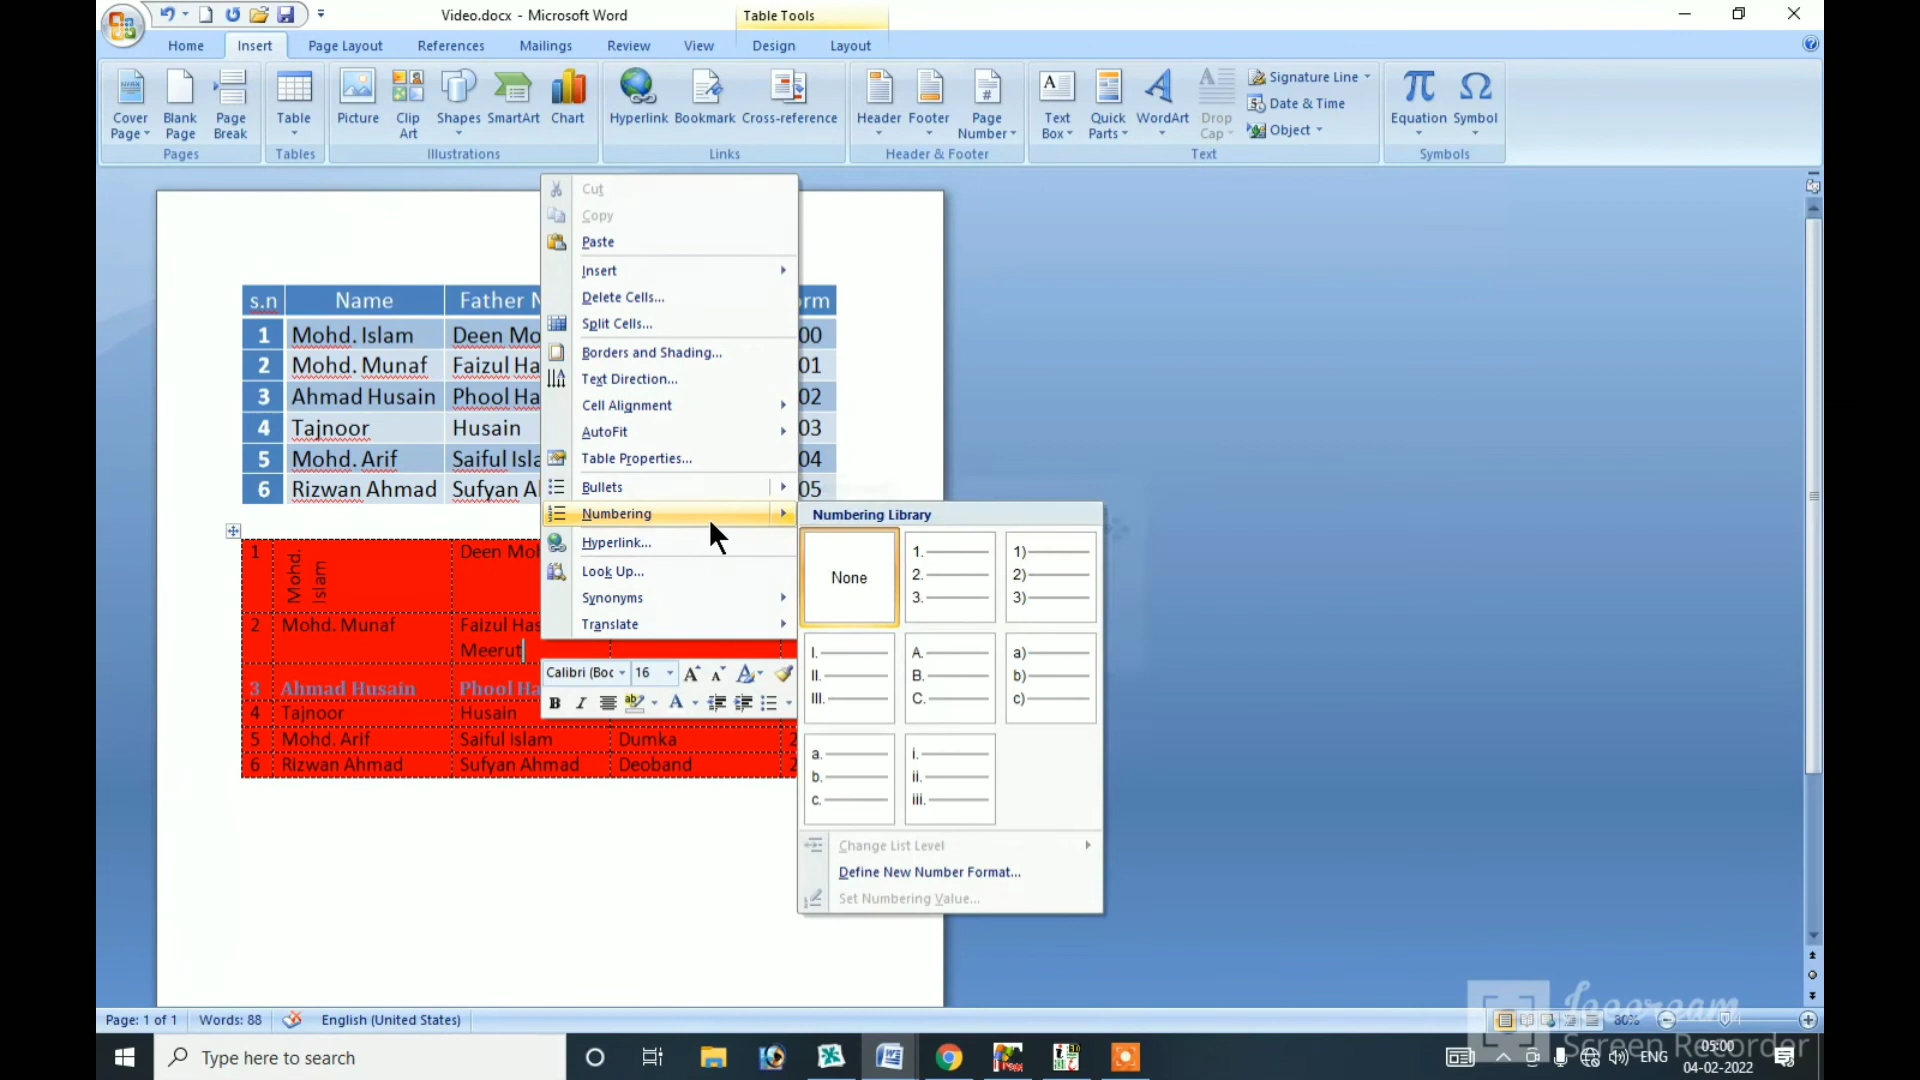 Video.docx - Microsoft Word
Table Tools
Home Insert Page Layout References Mailings Review View Design Layout
Cover Page
Blank Page
Page Break
Table
Picture
Clip Art
Shapes
SmartArt
Chart
Hyperlink
Bookmark
Cross-reference
Header
Footer
Page Number
Text Box
Quick Parts
WordArt
Drop Cap
Signature Line
Date & Time
Object
Equation
Symbol
Pages Tables Illustrations Links Header & Footer Text Symbols
Cut
Copy
Paste
Insert
Delete Cells...
Split Cells...
Borders and Shading...
Text Direction...
Cell Alignment
AutoFit
Table Properties...
Bullets
Numbering
Hyperlink...
Look Up...
Synonyms
Translate
Calibri (Boc 16
B I
s.n Name Father N orm
1 Mohd. Islam Deen Mo 00
2 Mohd. Munaf Faizul Ha 01
3 Ahmad Husain Phool Ha 02
4 Tajnoor Husain 03
5 Mohd. Arif Saiful Isla 04
6 Rizwan Ahmad Sufyan A 05
1 Mohd. Islam Deen Moh
2 Mohd. Munaf Faizul Has
Meerut
3 Ahmad Husain Phool Ha
4 Tajnoor Husain
5 Mohd. Arif Saiful Islam Dumka 2
6 Rizwan Ahmad Sufyan Ahmad Deoband 2
Numbering Library
None
1.
2.
3.
1)
2)
3)
I.
II.
III.
A.
B.
C.
a)
b)
c)
a.
b.
c.
i.
ii.
iii.
Change List Level
Define New Number Format...
Set Numbering Value...
Page: 1 of 1 Words: 88 English (United States) 80%
Icecream
Screen Recorder
Type here to search
ENG
05:00
04-02-2022